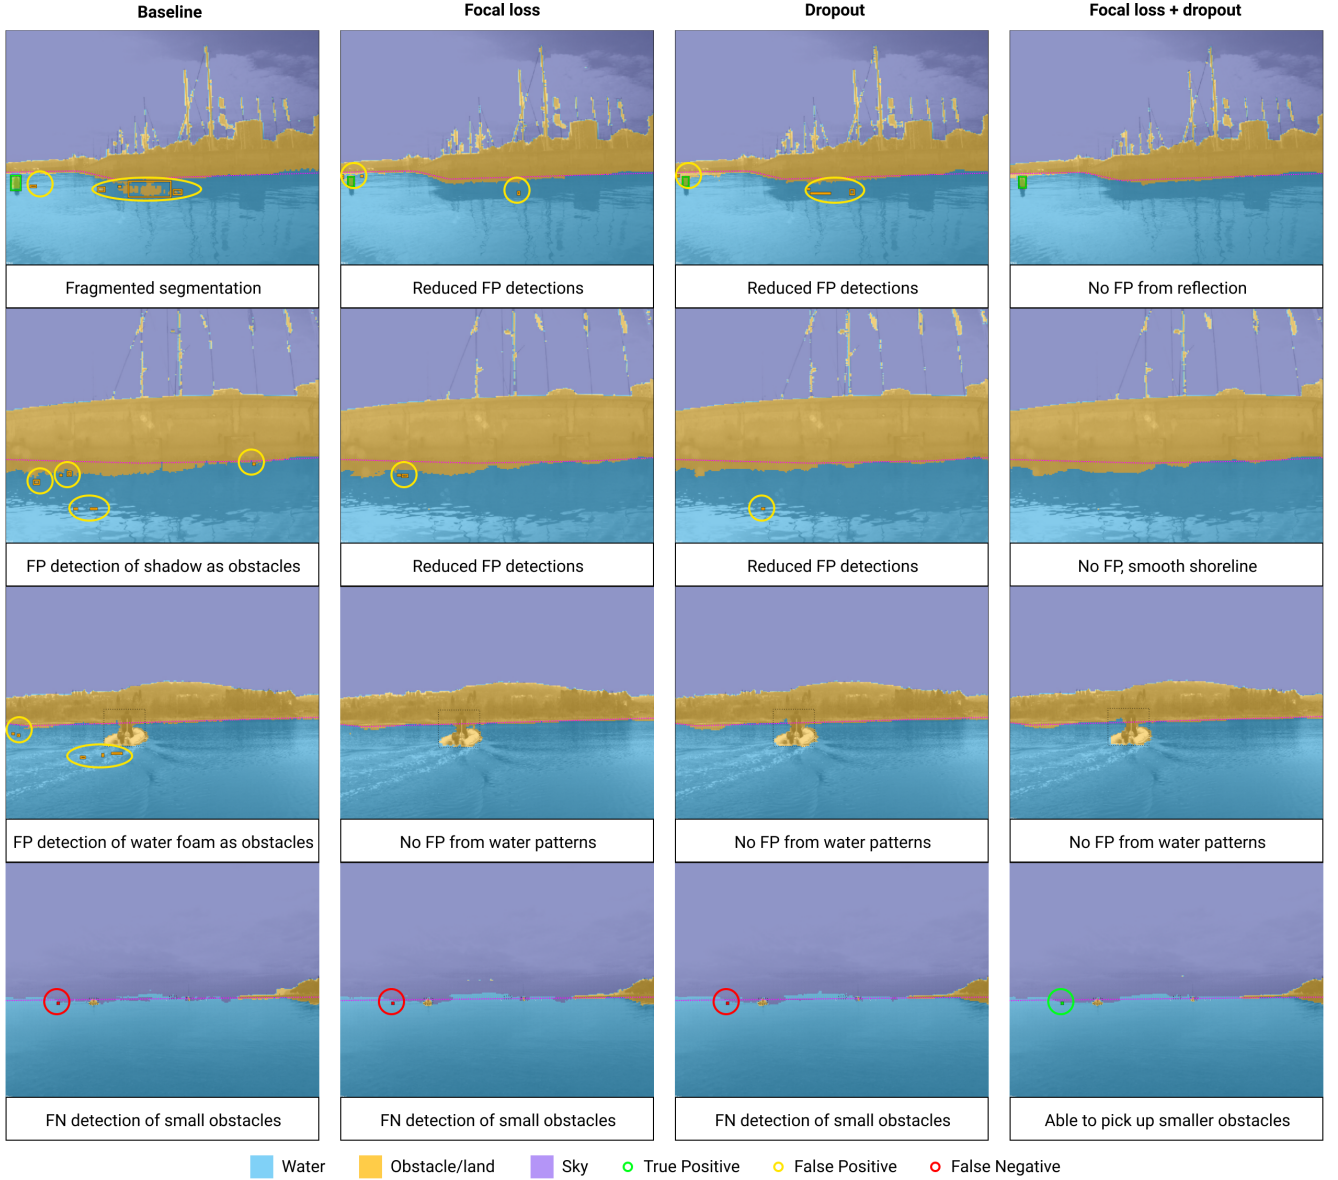 Baseline
Focal loss
Dropout
Focal loss + dropout
Fragmented segmentation
Reduced FP detections
Reduced FP detections
No FP from reflection
FP detection of shadow as obstacles
Reduced FP detections
Reduced FP detections
No FP, smooth shoreline
FP detection of water foam as obstacles
No FP from water patterns
No FP from water patterns
No FP from water patterns
FN detection of small obstacles
FN detection of small obstacles
FN detection of small obstacles
Able to pick up smaller obstacles
Water
Obstacle/land
Sky
True Positive
False Positive
False Negative